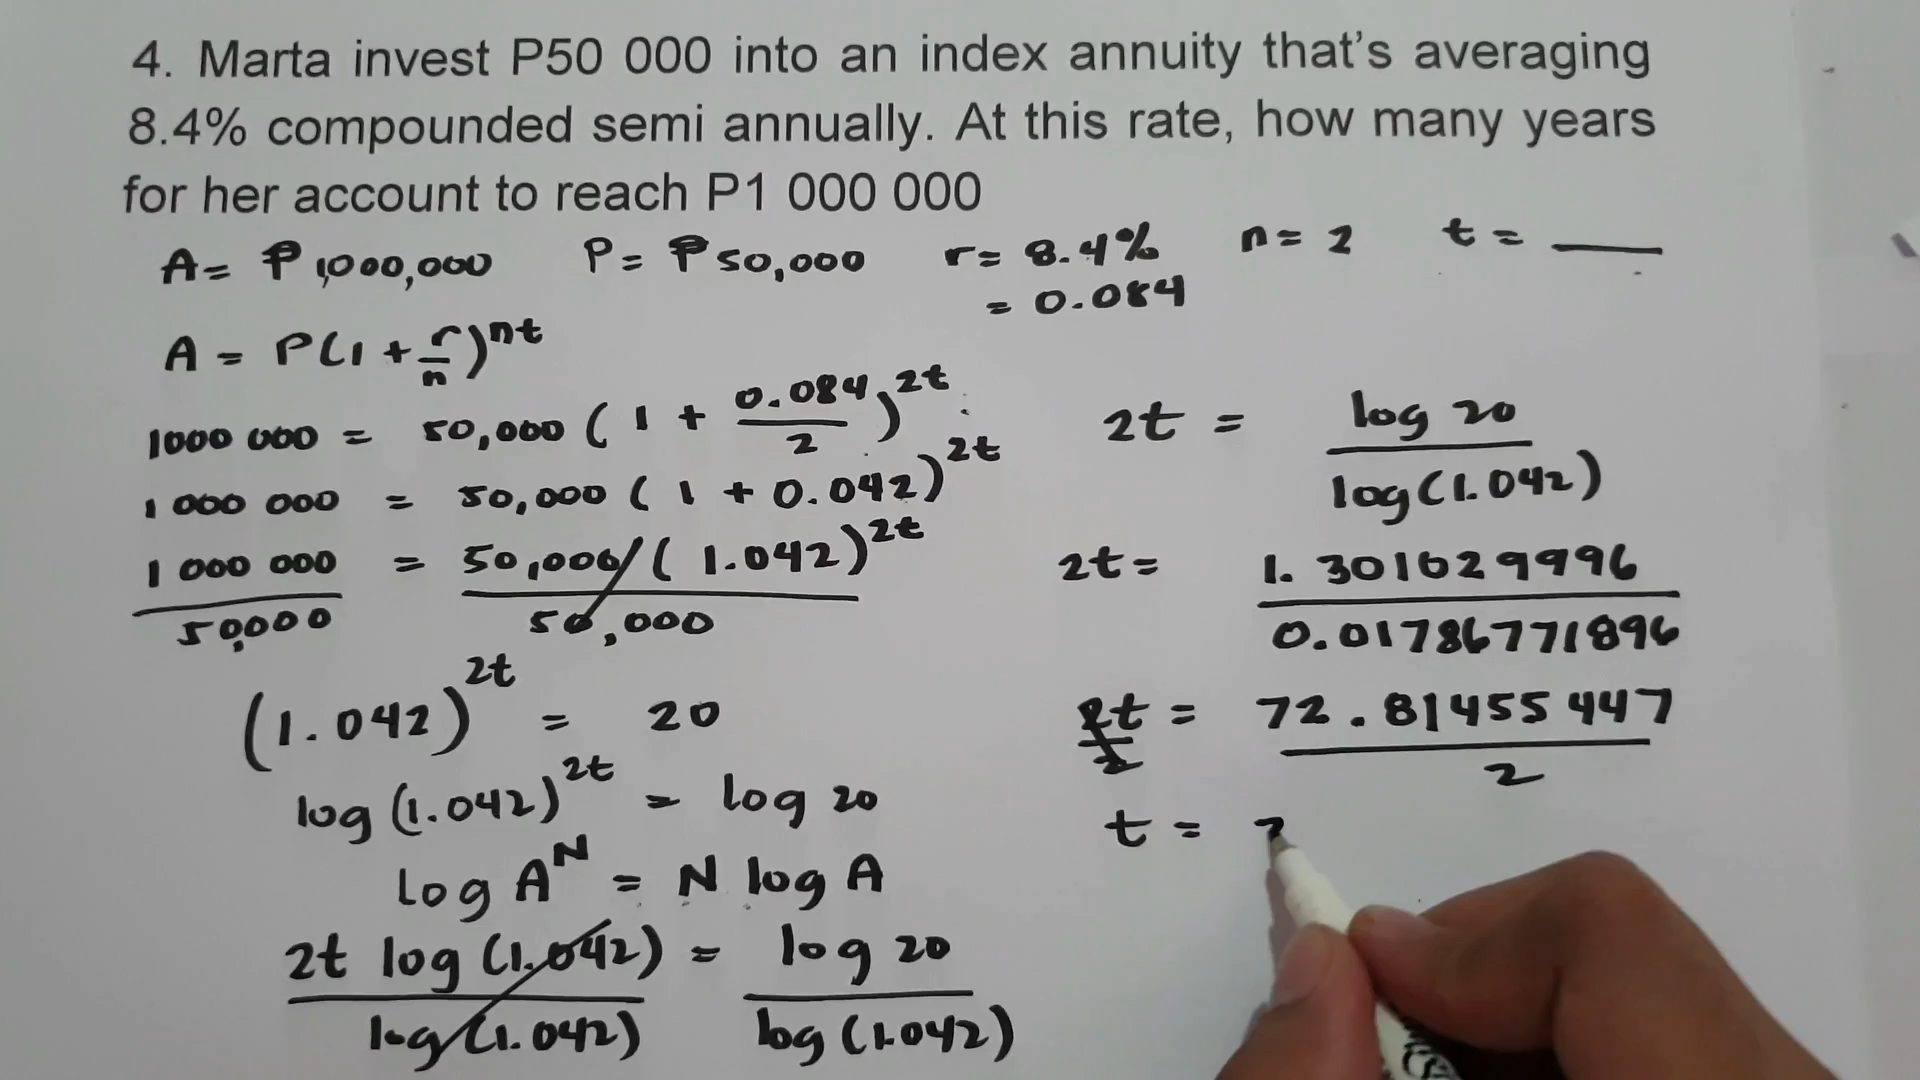 4. Marta invest P50 000 into an index annuity that's averaging
8.4% compounded semi annually. At this rate, how many years
for her account to reach P1 000 000
A = ₱1,000,000 P = ₱50,000 r = 8.4% n = 2 t = ____
= 0.084
A = P(1 + r/n)^nt
1000 000 = 50,000 (1 + 0.084/2)^2t
1 000 000 = 50,000 (1 + 0.042)^2t
1 000 000 / 50,000 = 50,000 (1.042)^2t / 50,000
(1.042)^2t = 20
log (1.042)^2t = log 20
Log A^N = N log A
2t log (1.042) / log (1.042) = log 20 / log (1.042)
2t = log 20 / log (1.042)
2t = 1.301029996 / 0.01786771896
2t/2 = 72.81455447 / 2
t =